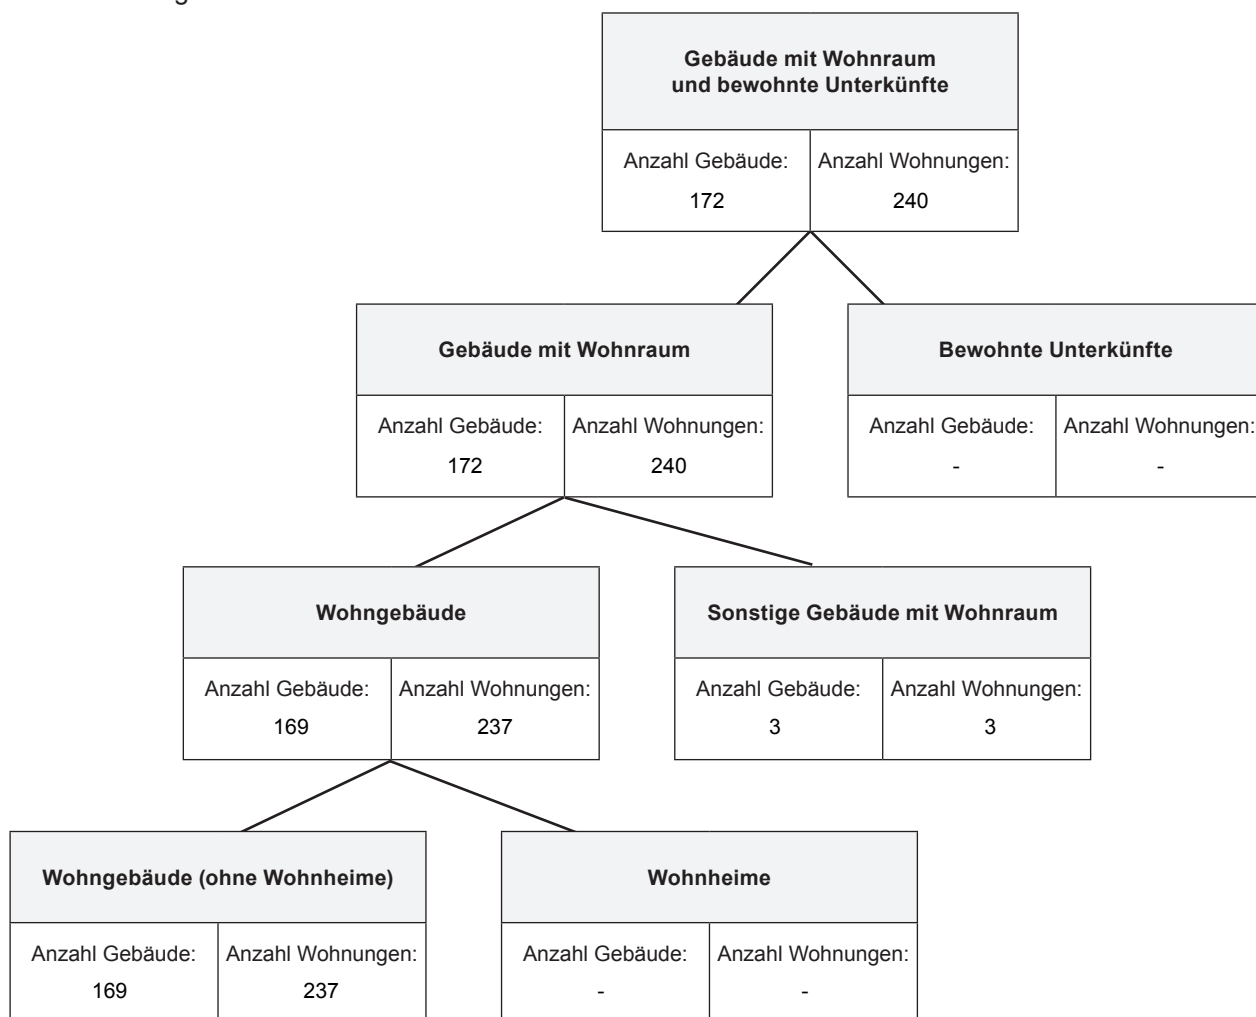 Gebäude mit Wohnraum
und bewohnte Unterkünfte
Anzahl Gebäude: Anzahl Wohnungen:
172 240
Gebäude mit Wohnraum
Bewohnte Unterkünfte
Anzahl Gebäude: Anzahl Wohnungen:
172 240
Anzahl Gebäude: Anzahl Wohnungen:
- -
Wohngebäude
Sonstige Gebäude mit Wohnraum
Anzahl Gebäude: Anzahl Wohnungen:
169 237
Anzahl Gebäude: Anzahl Wohnungen:
3 3
Wohngebäude (ohne Wohnheime)
Wohnheime
Anzahl Gebäude: Anzahl Wohnungen:
169 237
Anzahl Gebäude: Anzahl Wohnungen:
- -